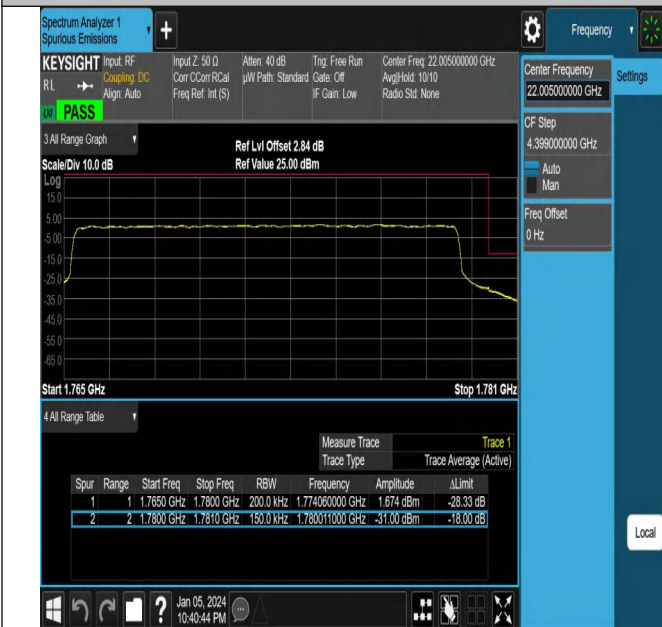 Spectrum Analyzer 1
Spurious Emissions
+
Frequency
KEYSIGHT
RL
PASS
Input: RF
Coupling: DC
Align: Auto
Input Z: 50 Ω
Corr CCorr RCal
Freq Ref: Int (S)
Atten: 40 dB
µW Path: Standard
Trig: Free Run
Gate: Off
IF Gain: Low
Center Freq: 22.005000000 GHz
Avg|Hold: 10/10
Radio Std: None
Center Frequency
22.005000000 GHz
Settings
CF Step
4.399000000 GHz
Auto
Man
Freq Offset
0 Hz
3 All Range Graph
Ref Lvl Offset 2.84 dB
Scale/Div 10.0 dB
Ref Value 25.00 dBm
Log
15.0
5.00
-5.00
-15.0
-25.0
-35.0
-45.0
-55.0
-65.0
Start 1.765 GHz
Stop 1.781 GHz
4 All Range Table
Measure Trace Trace 1
Trace Type Trace Average (Active)
Spur Range Start Freq Stop Freq RBW Frequency Amplitude ΔLimit
1 1 1.7650 GHz 1.7800 GHz 200.0 kHz 1.774060000 GHz 1.674 dBm -28.33 dB
2 2 1.7800 GHz 1.7810 GHz 150.0 kHz 1.780011000 GHz -31.00 dBm -18.00 dB
Local
?
Jan 05, 2024
10:40:44 PM